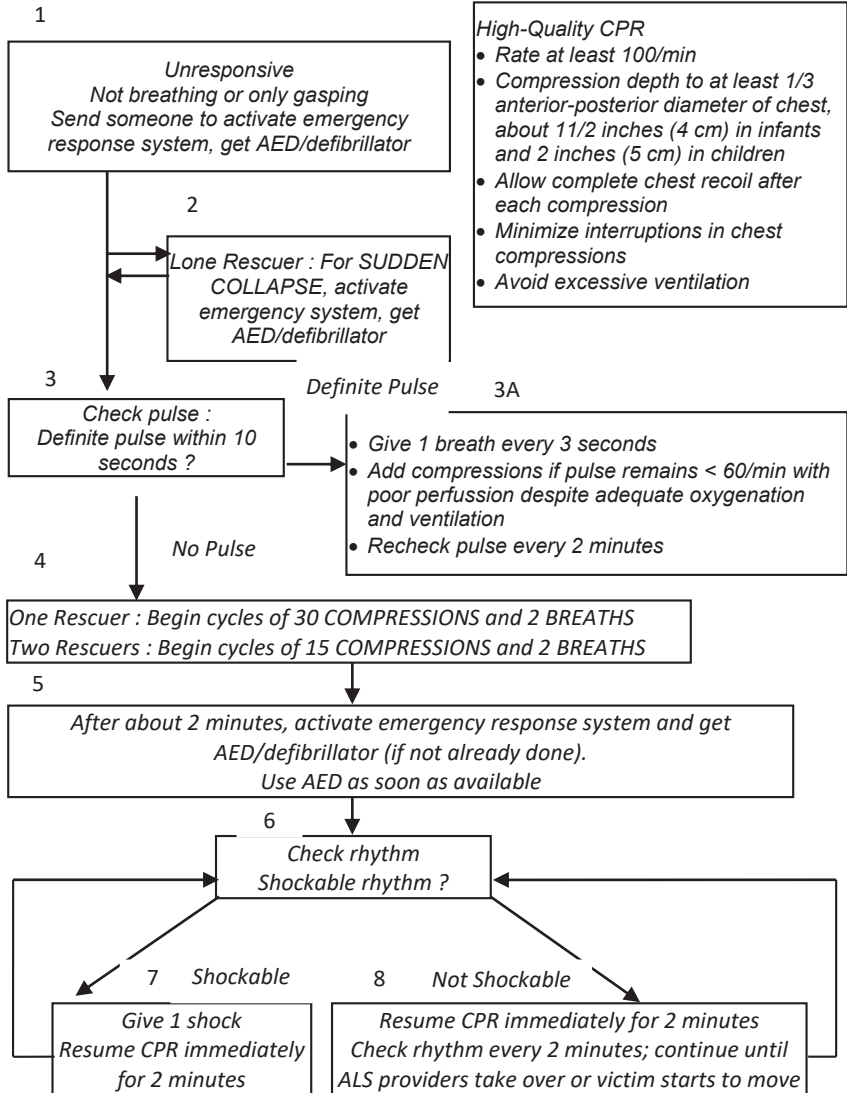 1
Unresponsive
Not breathing or only gasping
Send someone to activate emergency
response system, get AED/defibrillator
High-Quality CPR
• Rate at least 100/min
• Compression depth to at least 1/3
anterior-posterior diameter of chest,
about 11/2 inches (4 cm) in infants
and 2 inches (5 cm) in children
• Allow complete chest recoil after
each compression
• Minimize interruptions in chest
compressions
• Avoid excessive ventilation
2
Lone Rescuer : For SUDDEN
COLLAPSE, activate
emergency system, get
AED/defibrillator
3
Check pulse :
Definite pulse within 10
seconds ?
Definite Pulse
3A
• Give 1 breath every 3 seconds
• Add compressions if pulse remains < 60/min with
poor perfussion despite adequate oxygenation
and ventilation
• Recheck pulse every 2 minutes
No Pulse
4
One Rescuer : Begin cycles of 30 COMPRESSIONS and 2 BREATHS
Two Rescuers : Begin cycles of 15 COMPRESSIONS and 2 BREATHS
5
After about 2 minutes, activate emergency response system and get
AED/defibrillator (if not already done).
Use AED as soon as available
6
Check rhythm
Shockable rhythm ?
7 Shockable
Give 1 shock
Resume CPR immediately
for 2 minutes
8 Not Shockable
Resume CPR immediately for 2 minutes
Check rhythm every 2 minutes; continue until
ALS providers take over or victim starts to move